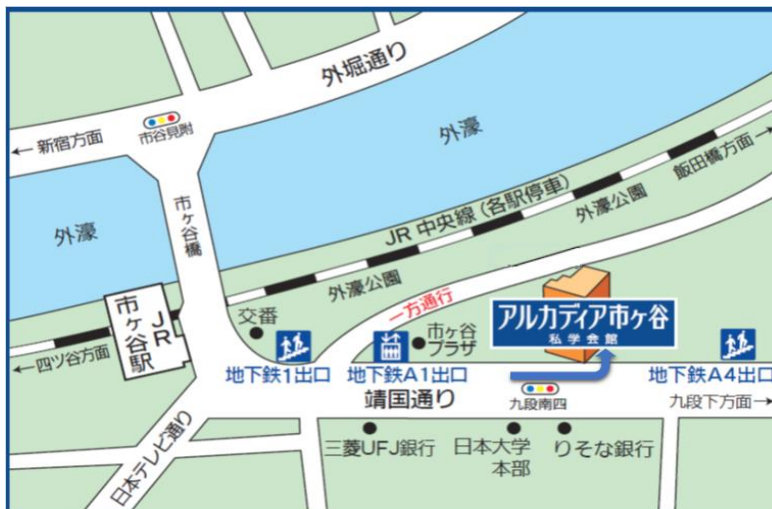 外堀通り
← 新宿方面
市谷見附
外濠
飯田橋方面 →
外濠
市ヶ谷橋
JR 中央線 (各駅停車)
外濠公園
外濠公園
JR
市ヶ谷駅
一方通行
交番
市ヶ谷
プラザ
アルカディア市ヶ谷
私学会館
← 四ツ谷方面
地下鉄1出口
地下鉄A1出口
地下鉄A4出口
靖国通り
九段南四
九段下方面 →
日本テレビ通り
三菱UFJ銀行
日本大学
本部
りそな銀行